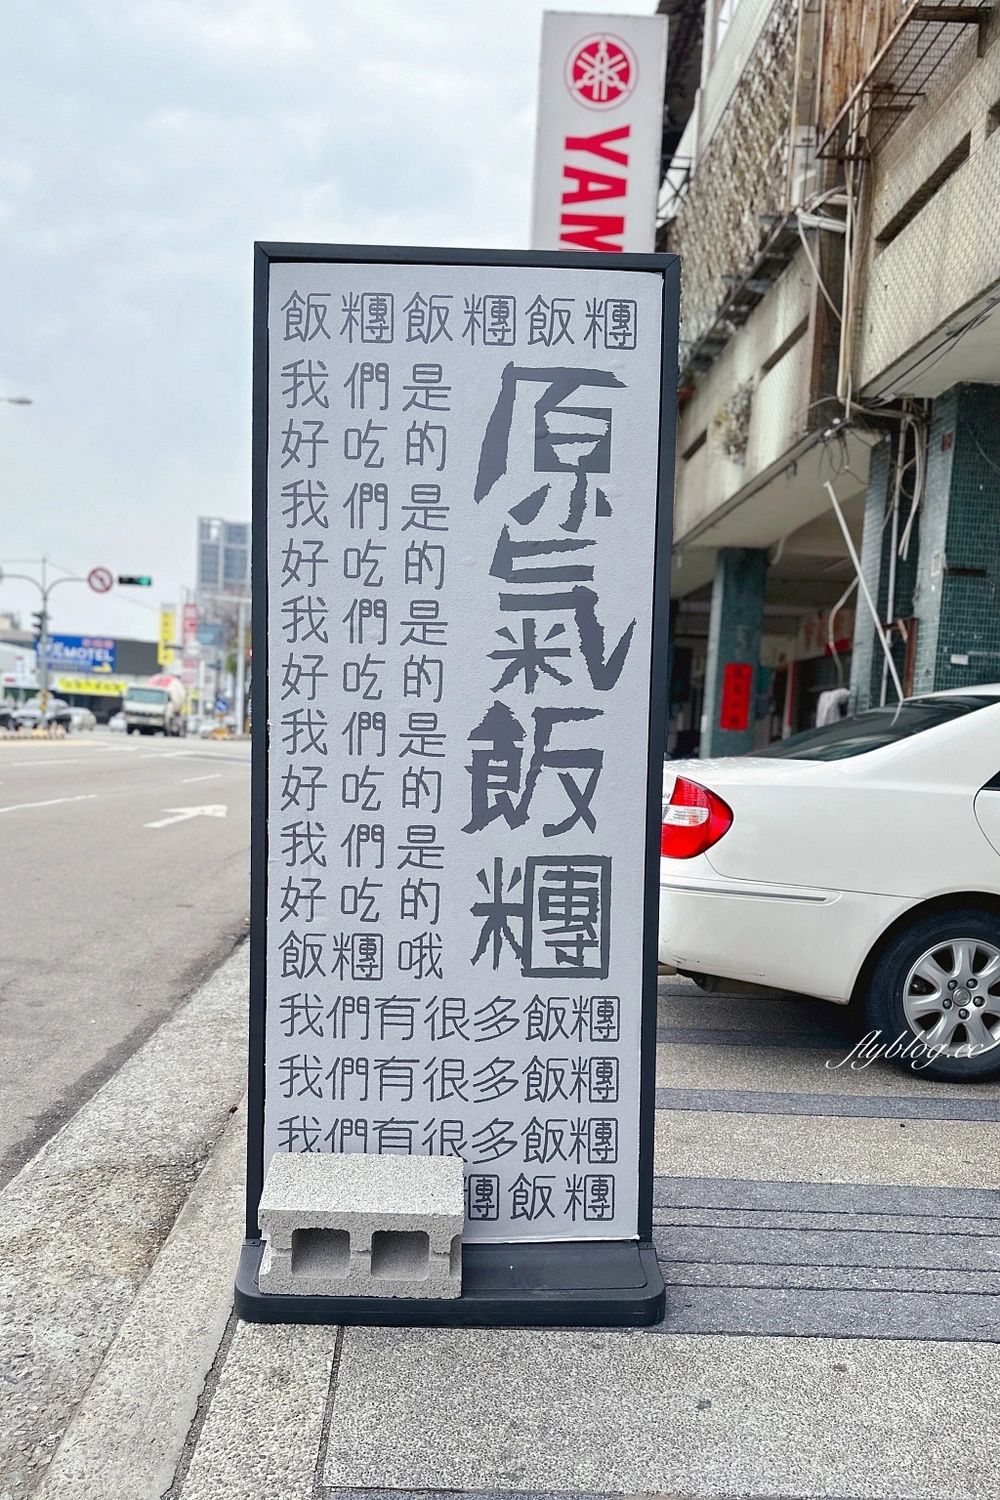 YAM
飯糰飯糰飯糰
我們是
好吃的
我們是
好吃的
我們是
好吃的
我們是
好吃的
我們是
好吃的
飯糰哦
原氣飯糰
我們有很多飯糰
我們有很多飯糰
我們有很多飯糰
糰飯糰
MOTEL
flyblog.cc